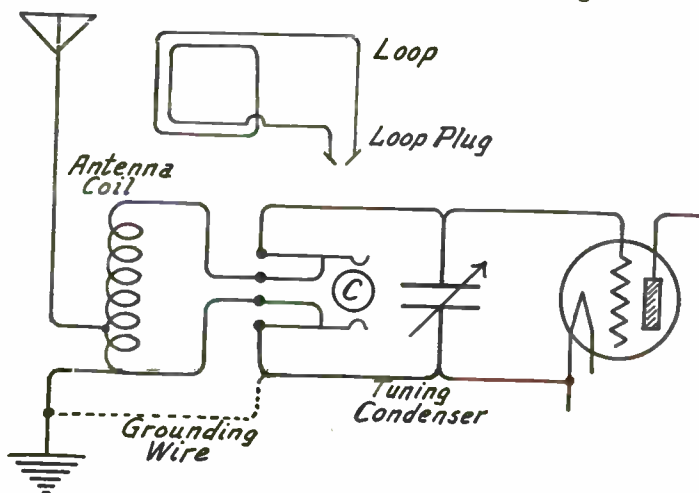 Loop
Loop Plug
Antenna
Coil
C
Tuning
Condenser
Grounding
Wire